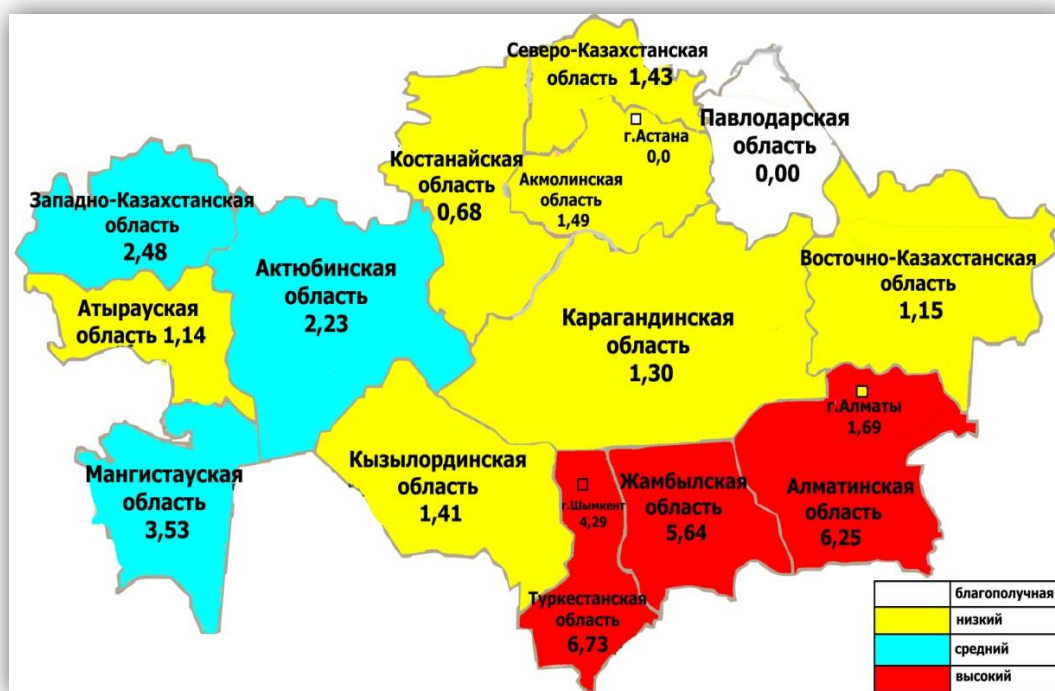 Северо-Казахстанская
область 1,43
г.Астана
0,0
Павлодарская
область
0,00
Костанайская
область
0,68
Акмолинская
область
1,49
Западно-Казахстанская
область
2,48
Актюбинская
область
2,23
Восточно-Казахстанская
область
1,15
Атырауская
область 1,14
Карагандинская
область
1,30
г.Алматы
1,69
Мангистауская
область
3,53
Кызылординская
область
1,41
г.Шымкент
4,29
Жамбылская
область
5,64
Алматинская
область
6,25
Туркестанская
область
6,73
благополучная
низкий
средний
высокий